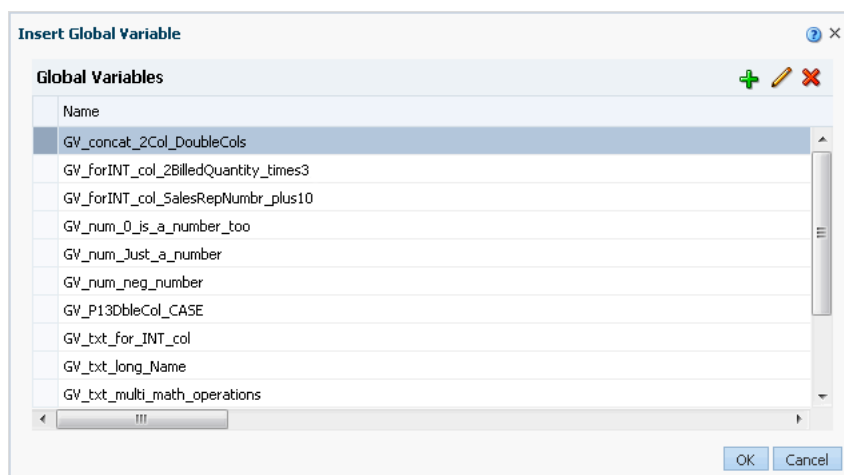 Insert Global Variable
Global Variables
Name
GV_concat_2Col_DoubleCols
GV_forINT_col_2BilledQuantity_times3
GV_forINT_col_SalesRepNumbr_plus10
GV_num_0_is_a_number_too
GV_num_Just_a_number
GV_num_neg_number
GV_P13DbleCol_CASE
GV_txt_for_INT_col
GV_txt_long_Name
GV_txt_multi_math_operations
OK Cancel